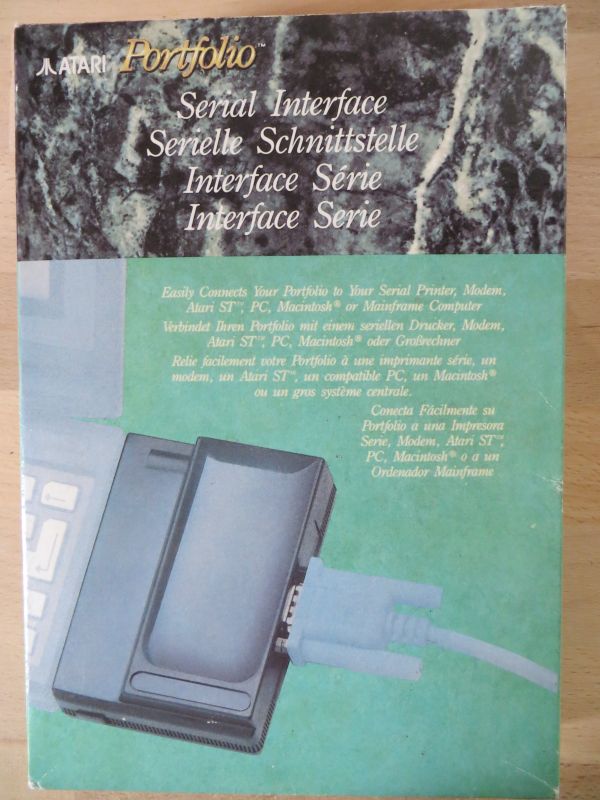 ATARI Portfolio™
Serial Interface
Serielle Schnittstelle
Interface Série
Interface Serie
Easily Connects Your Portfolio to Your Serial Printer, Modem,
Atari ST™, PC, Macintosh® or Mainframe Computer
Verbindet Ihren Portfolio mit einem seriellen Drucker, Modem,
Atari ST™, PC, Macintosh® oder Großrechner
Relie facilement votre Portfolio à une imprimante série, un
modem, un Atari ST™, un compatible PC, un Macintosh®
ou un gros système centrale.
Conecta Fácilmente su
Portfolio a una Impresora
Serie, Modem, Atari ST™,
PC, Macintosh® o a un
Ordenador Mainframe